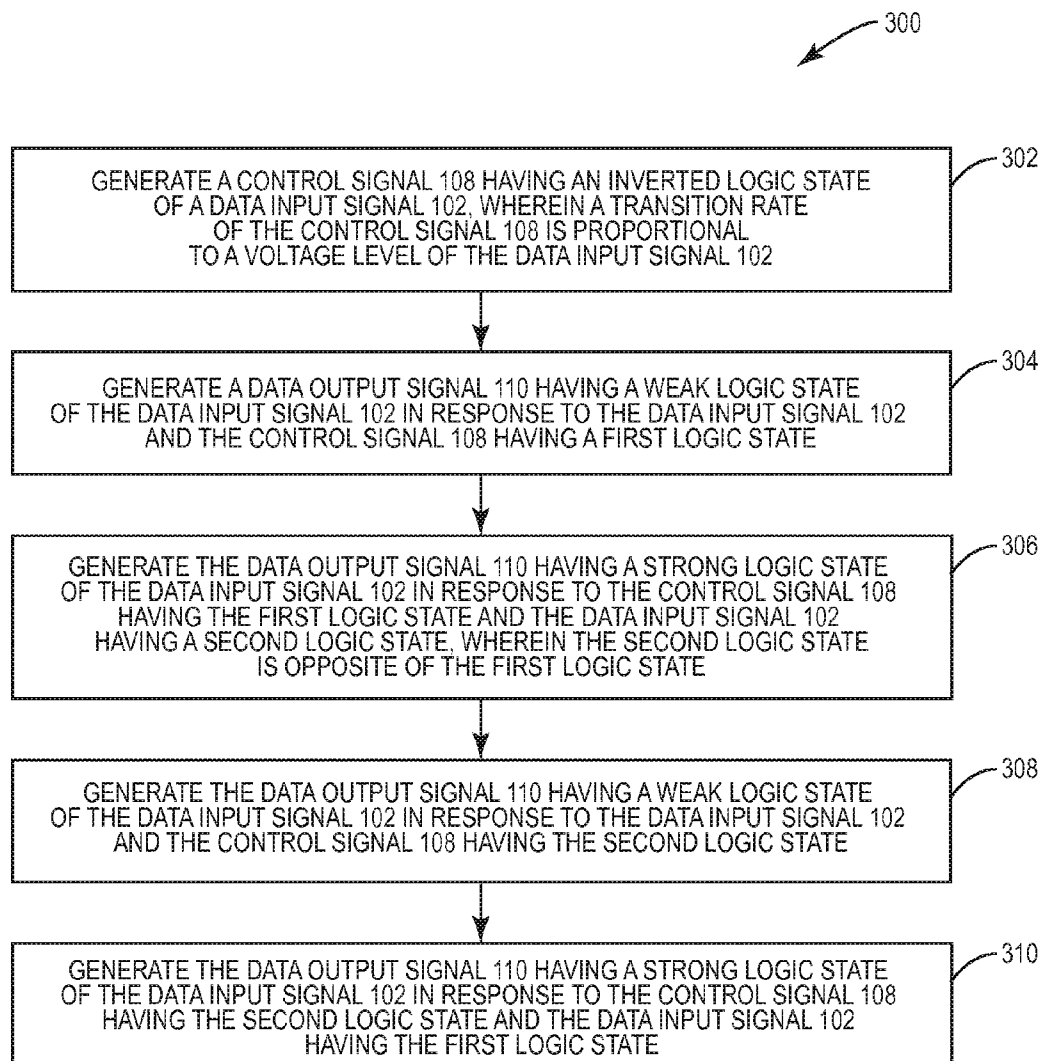 300
302
GENERATE A CONTROL SIGNAL 108 HAVING AN INVERTED LOGIC STATE
OF A DATA INPUT SIGNAL 102, WHEREIN A TRANSITION RATE
OF THE CONTROL SIGNAL 108 IS PROPORTIONAL
TO A VOLTAGE LEVEL OF THE DATA INPUT SIGNAL 102
304
GENERATE A DATA OUTPUT SIGNAL 110 HAVING A WEAK LOGIC STATE
OF THE DATA INPUT SIGNAL 102 IN RESPONSE TO THE DATA INPUT SIGNAL 102
AND THE CONTROL SIGNAL 108 HAVING A FIRST LOGIC STATE
306
GENERATE THE DATA OUTPUT SIGNAL 110 HAVING A STRONG LOGIC STATE
OF THE DATA INPUT SIGNAL 102 IN RESPONSE TO THE CONTROL SIGNAL 108
HAVING THE FIRST LOGIC STATE AND THE DATA INPUT SIGNAL 102
HAVING A SECOND LOGIC STATE, WHEREIN THE SECOND LOGIC STATE
IS OPPOSITE OF THE FIRST LOGIC STATE
308
GENERATE THE DATA OUTPUT SIGNAL 110 HAVING A WEAK LOGIC STATE
OF THE DATA INPUT SIGNAL 102 IN RESPONSE TO THE DATA INPUT SIGNAL 102
AND THE CONTROL SIGNAL 108 HAVING THE SECOND LOGIC STATE
310
GENERATE THE DATA OUTPUT SIGNAL 110 HAVING A STRONG LOGIC STATE
OF THE DATA INPUT SIGNAL 102 IN RESPONSE TO THE CONTROL SIGNAL 108
HAVING THE SECOND LOGIC STATE AND THE DATA INPUT SIGNAL 102
HAVING THE FIRST LOGIC STATE